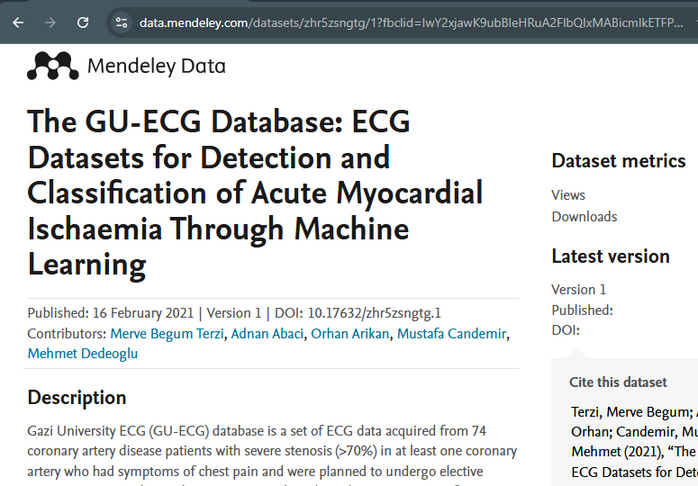 data.mendeley.com/datasets/zhr5zsngtg/1?fbclid=IwY2xjawK9ubBleHRuA2FlbQIxMABicmlkETFP...
Mendeley Data
The GU-ECG Database: ECG
Datasets for Detection and
Classification of Acute Myocardial
Ischaemia Through Machine
Learning
Published: 16 February 2021 | Version 1 | DOI: 10.17632/zhr5zsngtg.1
Contributors: Merve Begum Terzi, Adnan Abaci, Orhan Arikan, Mustafa Candemir,
Mehmet Dedeoglu
Description
Gazi University ECG (GU-ECG) database is a set of ECG data acquired from 74
coronary artery disease patients with severe stenosis (>70%) in at least one coronary
artery who had symptoms of chest pain and were planned to undergo elective
Dataset metrics
Views
Downloads
Latest version
Version 1
Published:
DOI:
Cite this dataset
Terzi, Merve Begum;
Orhan; Candemir, Mu
Mehmet (2021), “The
ECG Datasets for Det